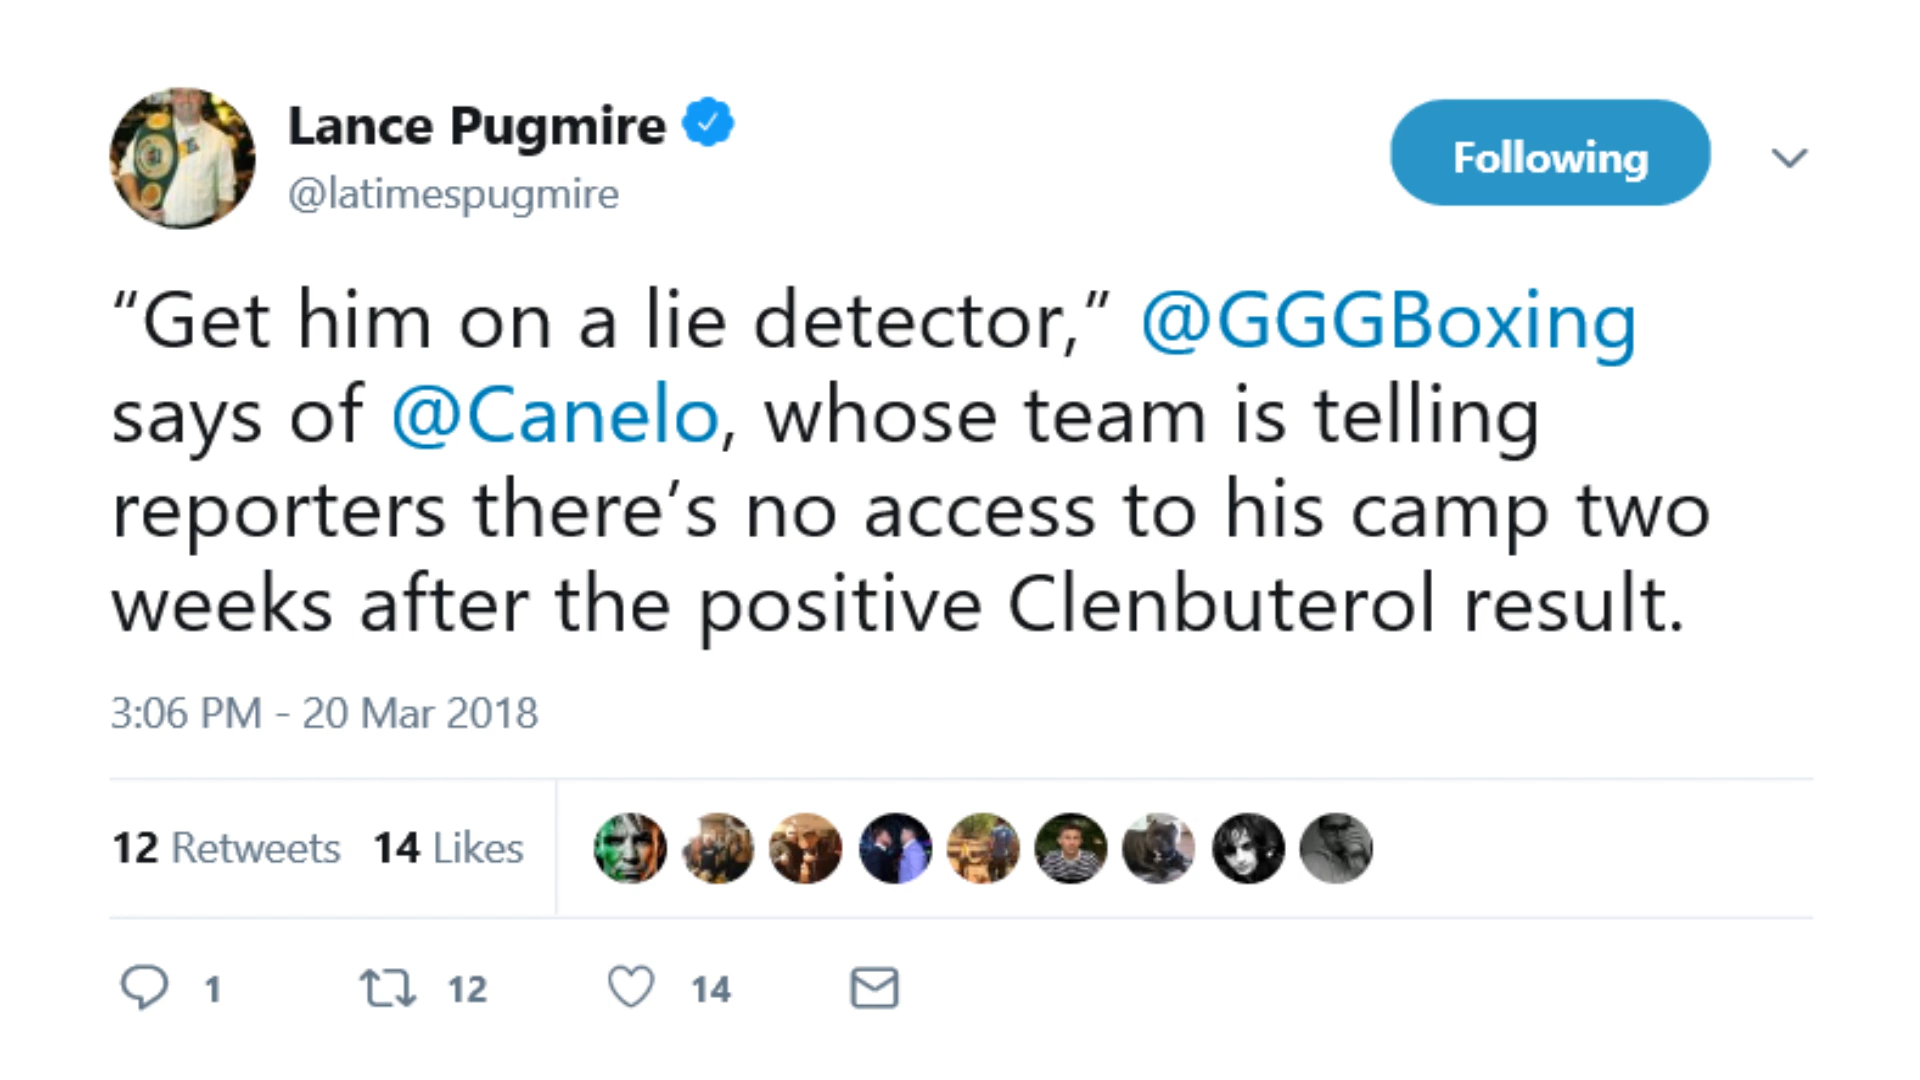 Lance Pugmire
@latimespugmire
Following
“Get him on a lie detector,” @GGGBoxing
says of @Canelo, whose team is telling
reporters there’s no access to his camp two
weeks after the positive Clenbuterol result.
3:06 PM - 20 Mar 2018
12 Retweets 14 Likes
1 12 14